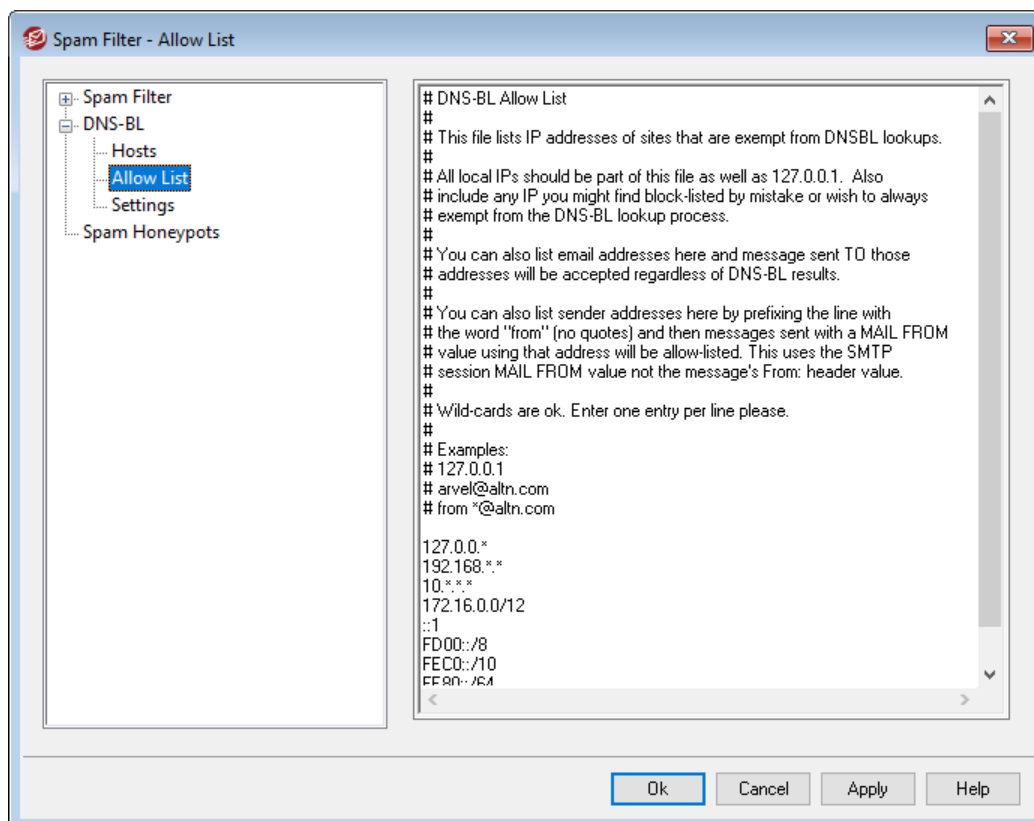 Spam Filter - Allow List
Spam Filter
DNS-BL
Hosts
Allow List
Settings
Spam Honeypots
# DNS-BL Allow List
#
# This file lists IP addresses of sites that are exempt from DNSBL lookups.
#
# All local IPs should be part of this file as well as 127.0.0.1.  Also
# include any IP you might find block-listed by mistake or wish to always
# exempt from the DNS-BL lookup process.
#
# You can also list email addresses here and message sent TO those
# addresses will be accepted regardless of DNS-BL results.
#
# You can also list sender addresses here by prefixing the line with
# the word "from" (no quotes) and then messages sent with a MAIL FROM
# value using that address will be allow-listed. This uses the SMTP
# session MAIL FROM value not the message's From: header value.
#
# Wild-cards are ok. Enter one entry per line please.
#
# Examples:
# 127.0.0.1
# arvel@altn.com
# from *@altn.com
127.0.0.*
192.168.*.*
10.*.*.*
172.16.0.0/12
::1
FD00::/8
FEC0::/10
FE80::/64
Ok
Cancel
Apply
Help